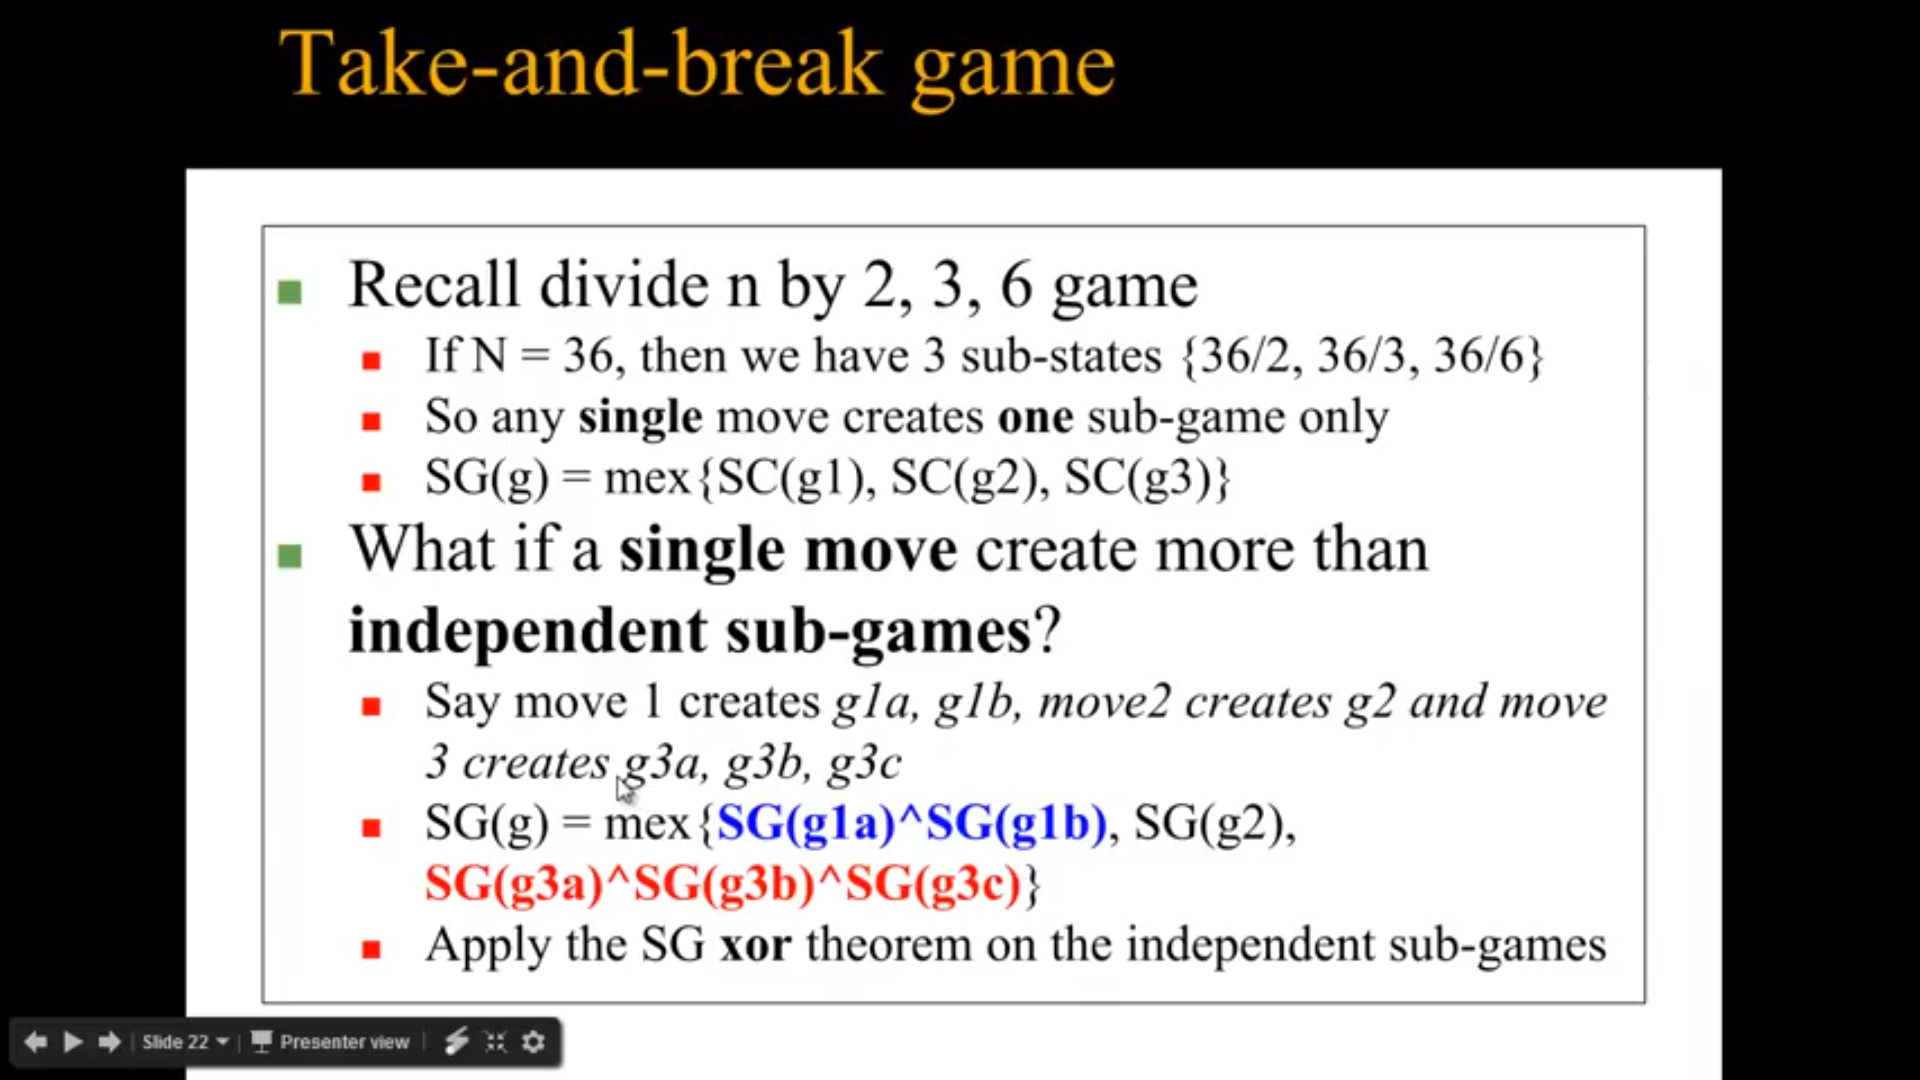 Take-and-break game
Recall divide n by 2, 3, 6 game
If N = 36, then we have 3 sub-states {36/2, 36/3, 36/6}
So any single move creates one sub-game only
SG(g) = mex{SC(g1), SC(g2), SC(g3)}
What if a single move create more than
independent sub-games?
Say move 1 creates g1a, g1b, move2 creates g2 and move
3 creates g3a, g3b, g3c
SG(g) = mex{SG(g1a)^SG(g1b), SG(g2),
SG(g3a)^SG(g3b)^SG(g3c)}
Apply the SG xor theorem on the independent sub-games
Slide 22 Presenter view